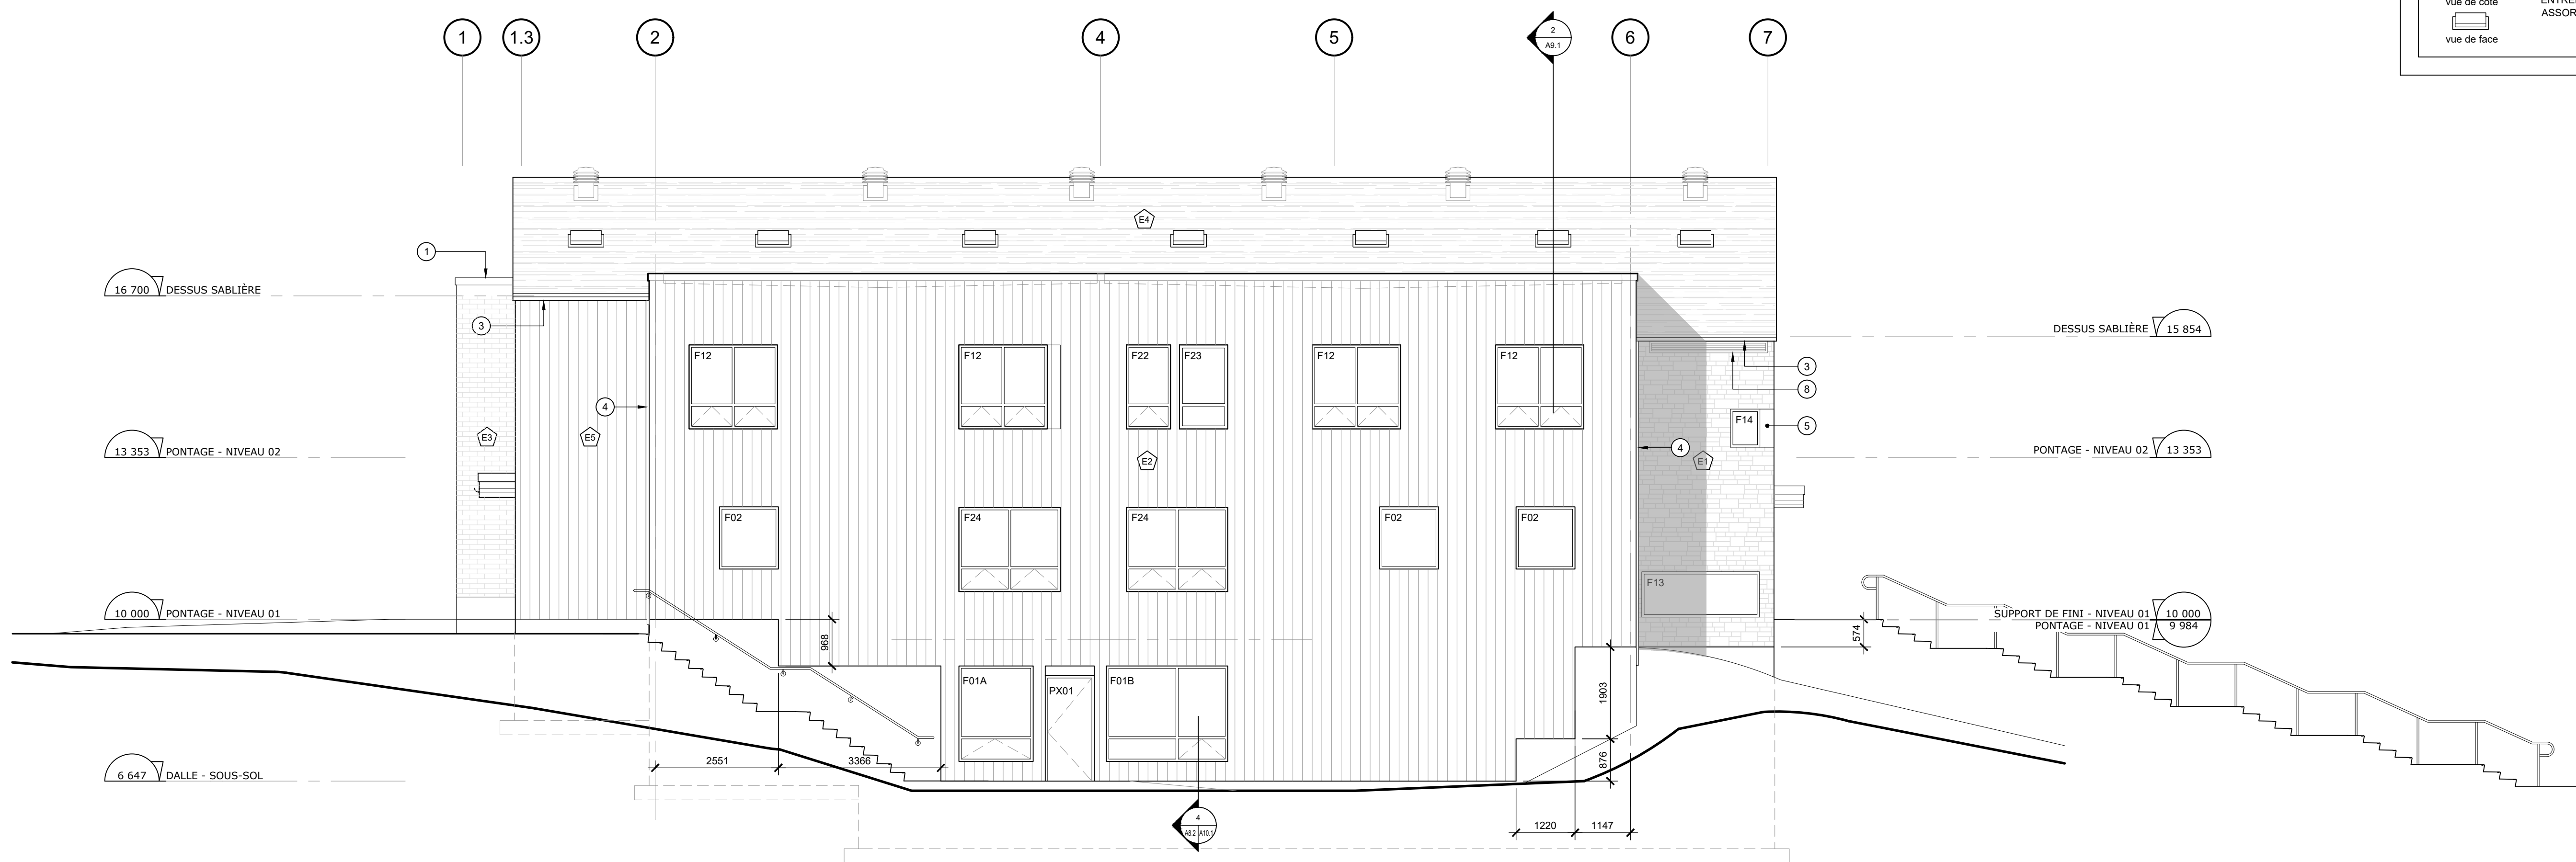 1
1.3
2
4
5
2
A9.1
6
7
vue de côté
vue de face
E4
1
16 700 DESSUS SABLIÈRE
3
DESSUS SABLIÈRE 15 854
F12
F12
F22
F23
F12
F12
3
8
4
F14
5
E3
E5
13 353 PONTAGE - NIVEAU 02
E2
4
E1
PONTAGE - NIVEAU 02 13 353
F02
F24
F24
F02
F02
F13
10 000 PONTAGE - NIVEAU 01
SUPPORT DE FINI - NIVEAU 01 10 000
PONTAGE - NIVEAU 01 9 984
968
574
F01A
PX01
F01B
1903
2551
3366
876
6 647 DALLE - SOUS-SOL
4
A8.2 A10.1
1220
1147